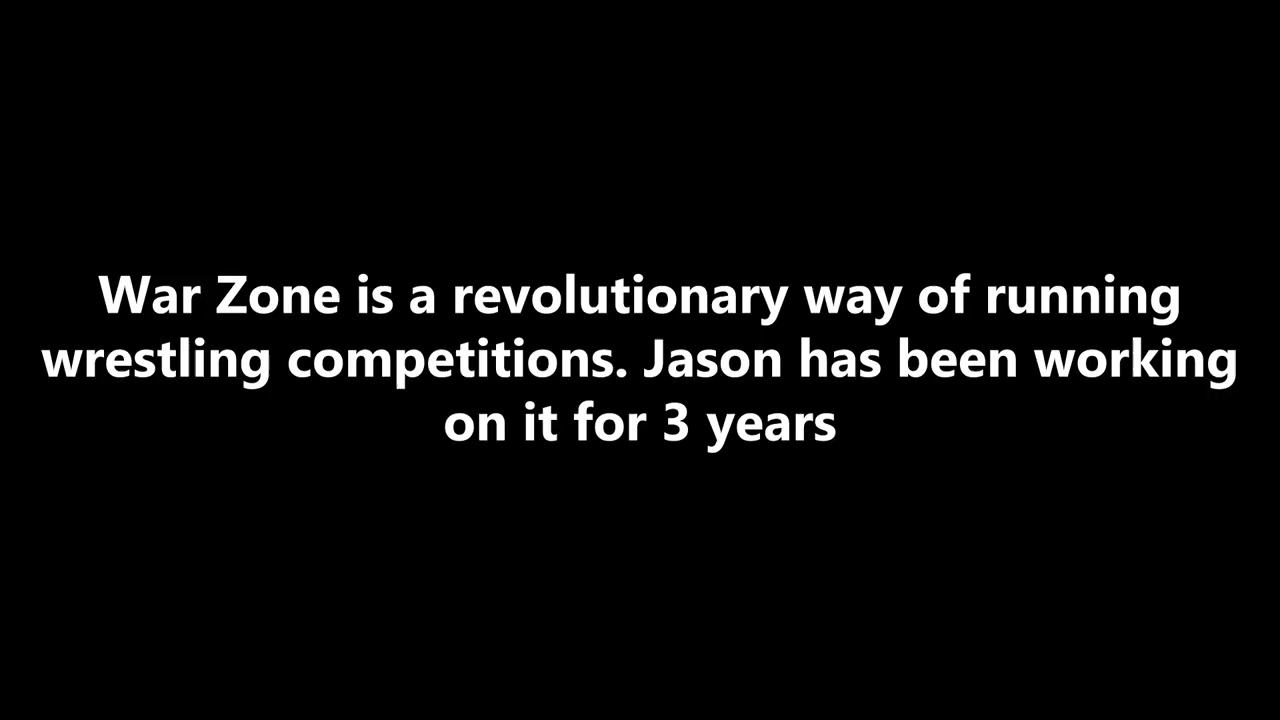 War Zone is a revolutionary way of running
wrestling competitions. Jason has been working
on it for 3 years